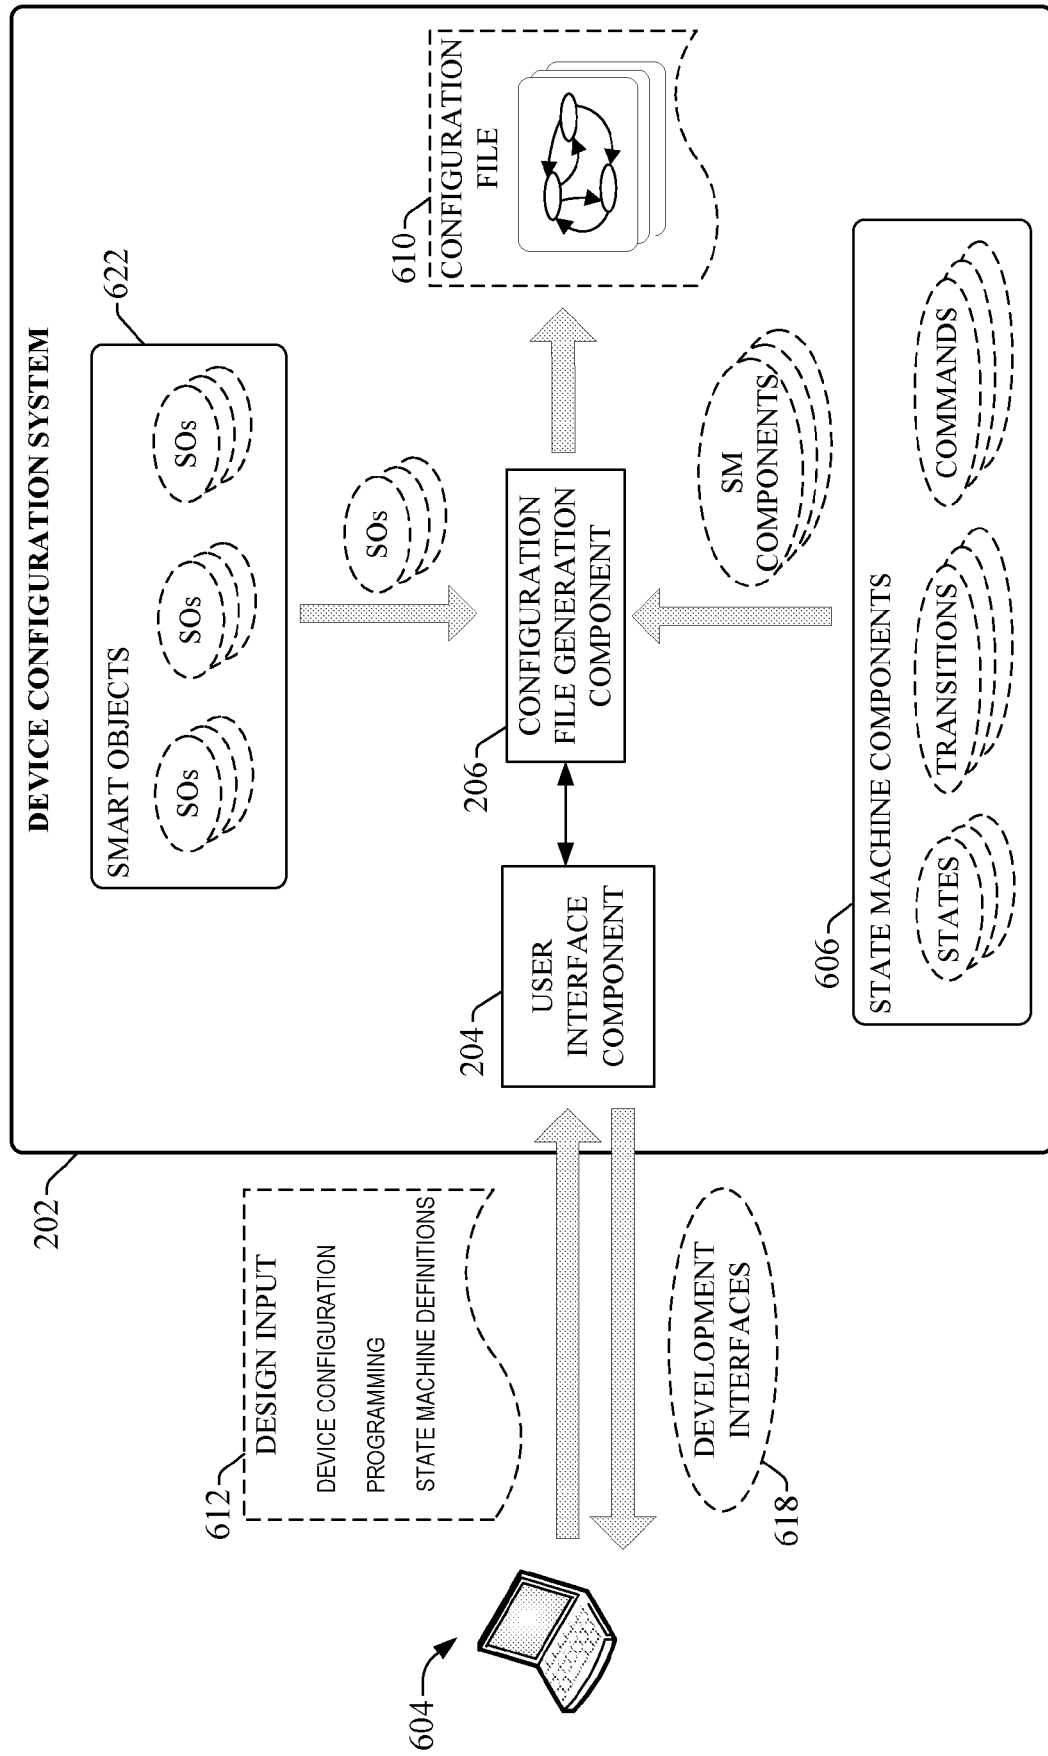 DEVICE CONFIGURATION SYSTEM
202
SMART OBJECTS
622
SOs
SOs
SOs
SOs
612
DESIGN INPUT
DEVICE CONFIGURATION
PROGRAMMING
STATE MACHINE DEFINITIONS
604
204
USER
INTERFACE
COMPONENT
206
CONFIGURATION
FILE GENERATION
COMPONENT
610
CONFIGURATION
FILE
DEVELOPMENT
INTERFACES
618
SM
COMPONENTS
606
STATE MACHINE COMPONENTS
STATES
TRANSITIONS
COMMANDS